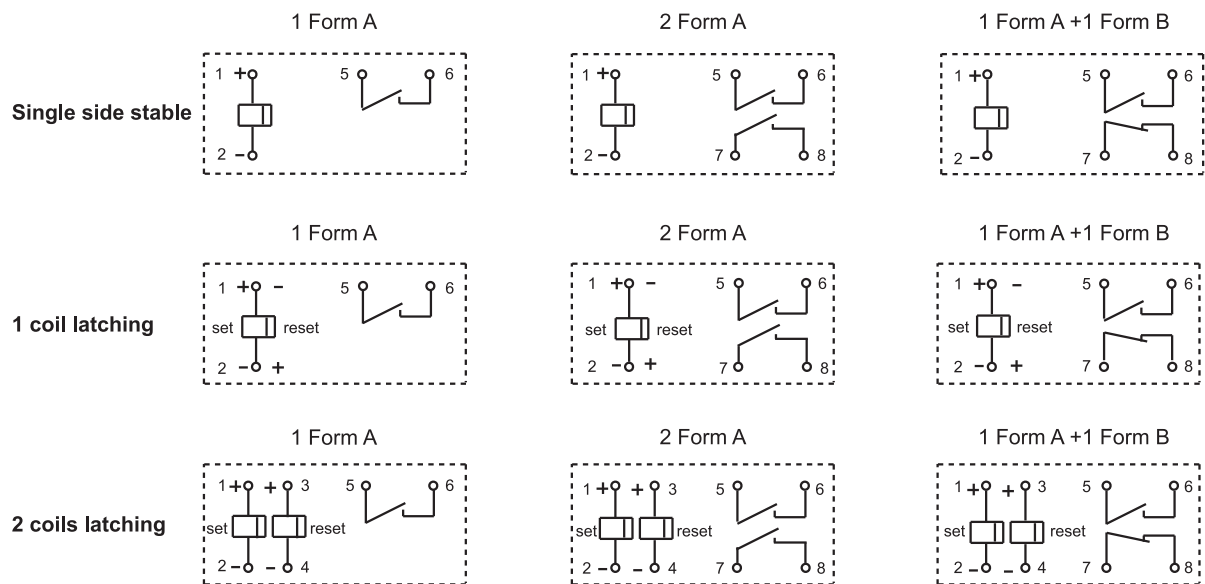 1 Form A 2 Form A 1 Form A +1 Form B
Single side stable
1 + 5 6 1 + 5 6 1 + 5 6
2 - 2 - 7 8 2 - 7 8
1 Form A 2 Form A 1 Form A +1 Form B
1 coil latching
1 + - 5 6 1 + - 5 6 1 + - 5 6
set reset set reset set reset
2 - + 2 - + 7 8 2 - + 7 8
1 Form A 2 Form A 1 Form A +1 Form B
2 coils latching
1 + + 3 5 6 1 + + 3 5 6 1 + + 3 5 6
set reset set reset set reset
2 - - 4 2 - - 4 7 8 2 - - 4 7 8